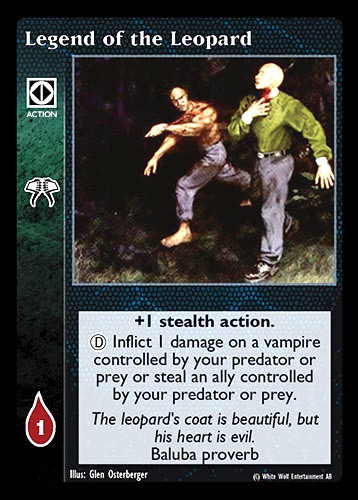 Legend of the Leopard
ACTION
+1 stealth action.
Ⓓ Inflict 1 damage on a vampire
controlled by your predator or
prey or steal an ally controlled
by your predator or prey.
The leopard's coat is beautiful, but
his heart is evil.
Baluba proverb
1
Illus: Glen Osterberger
(C) White Wolf Entertainment AB